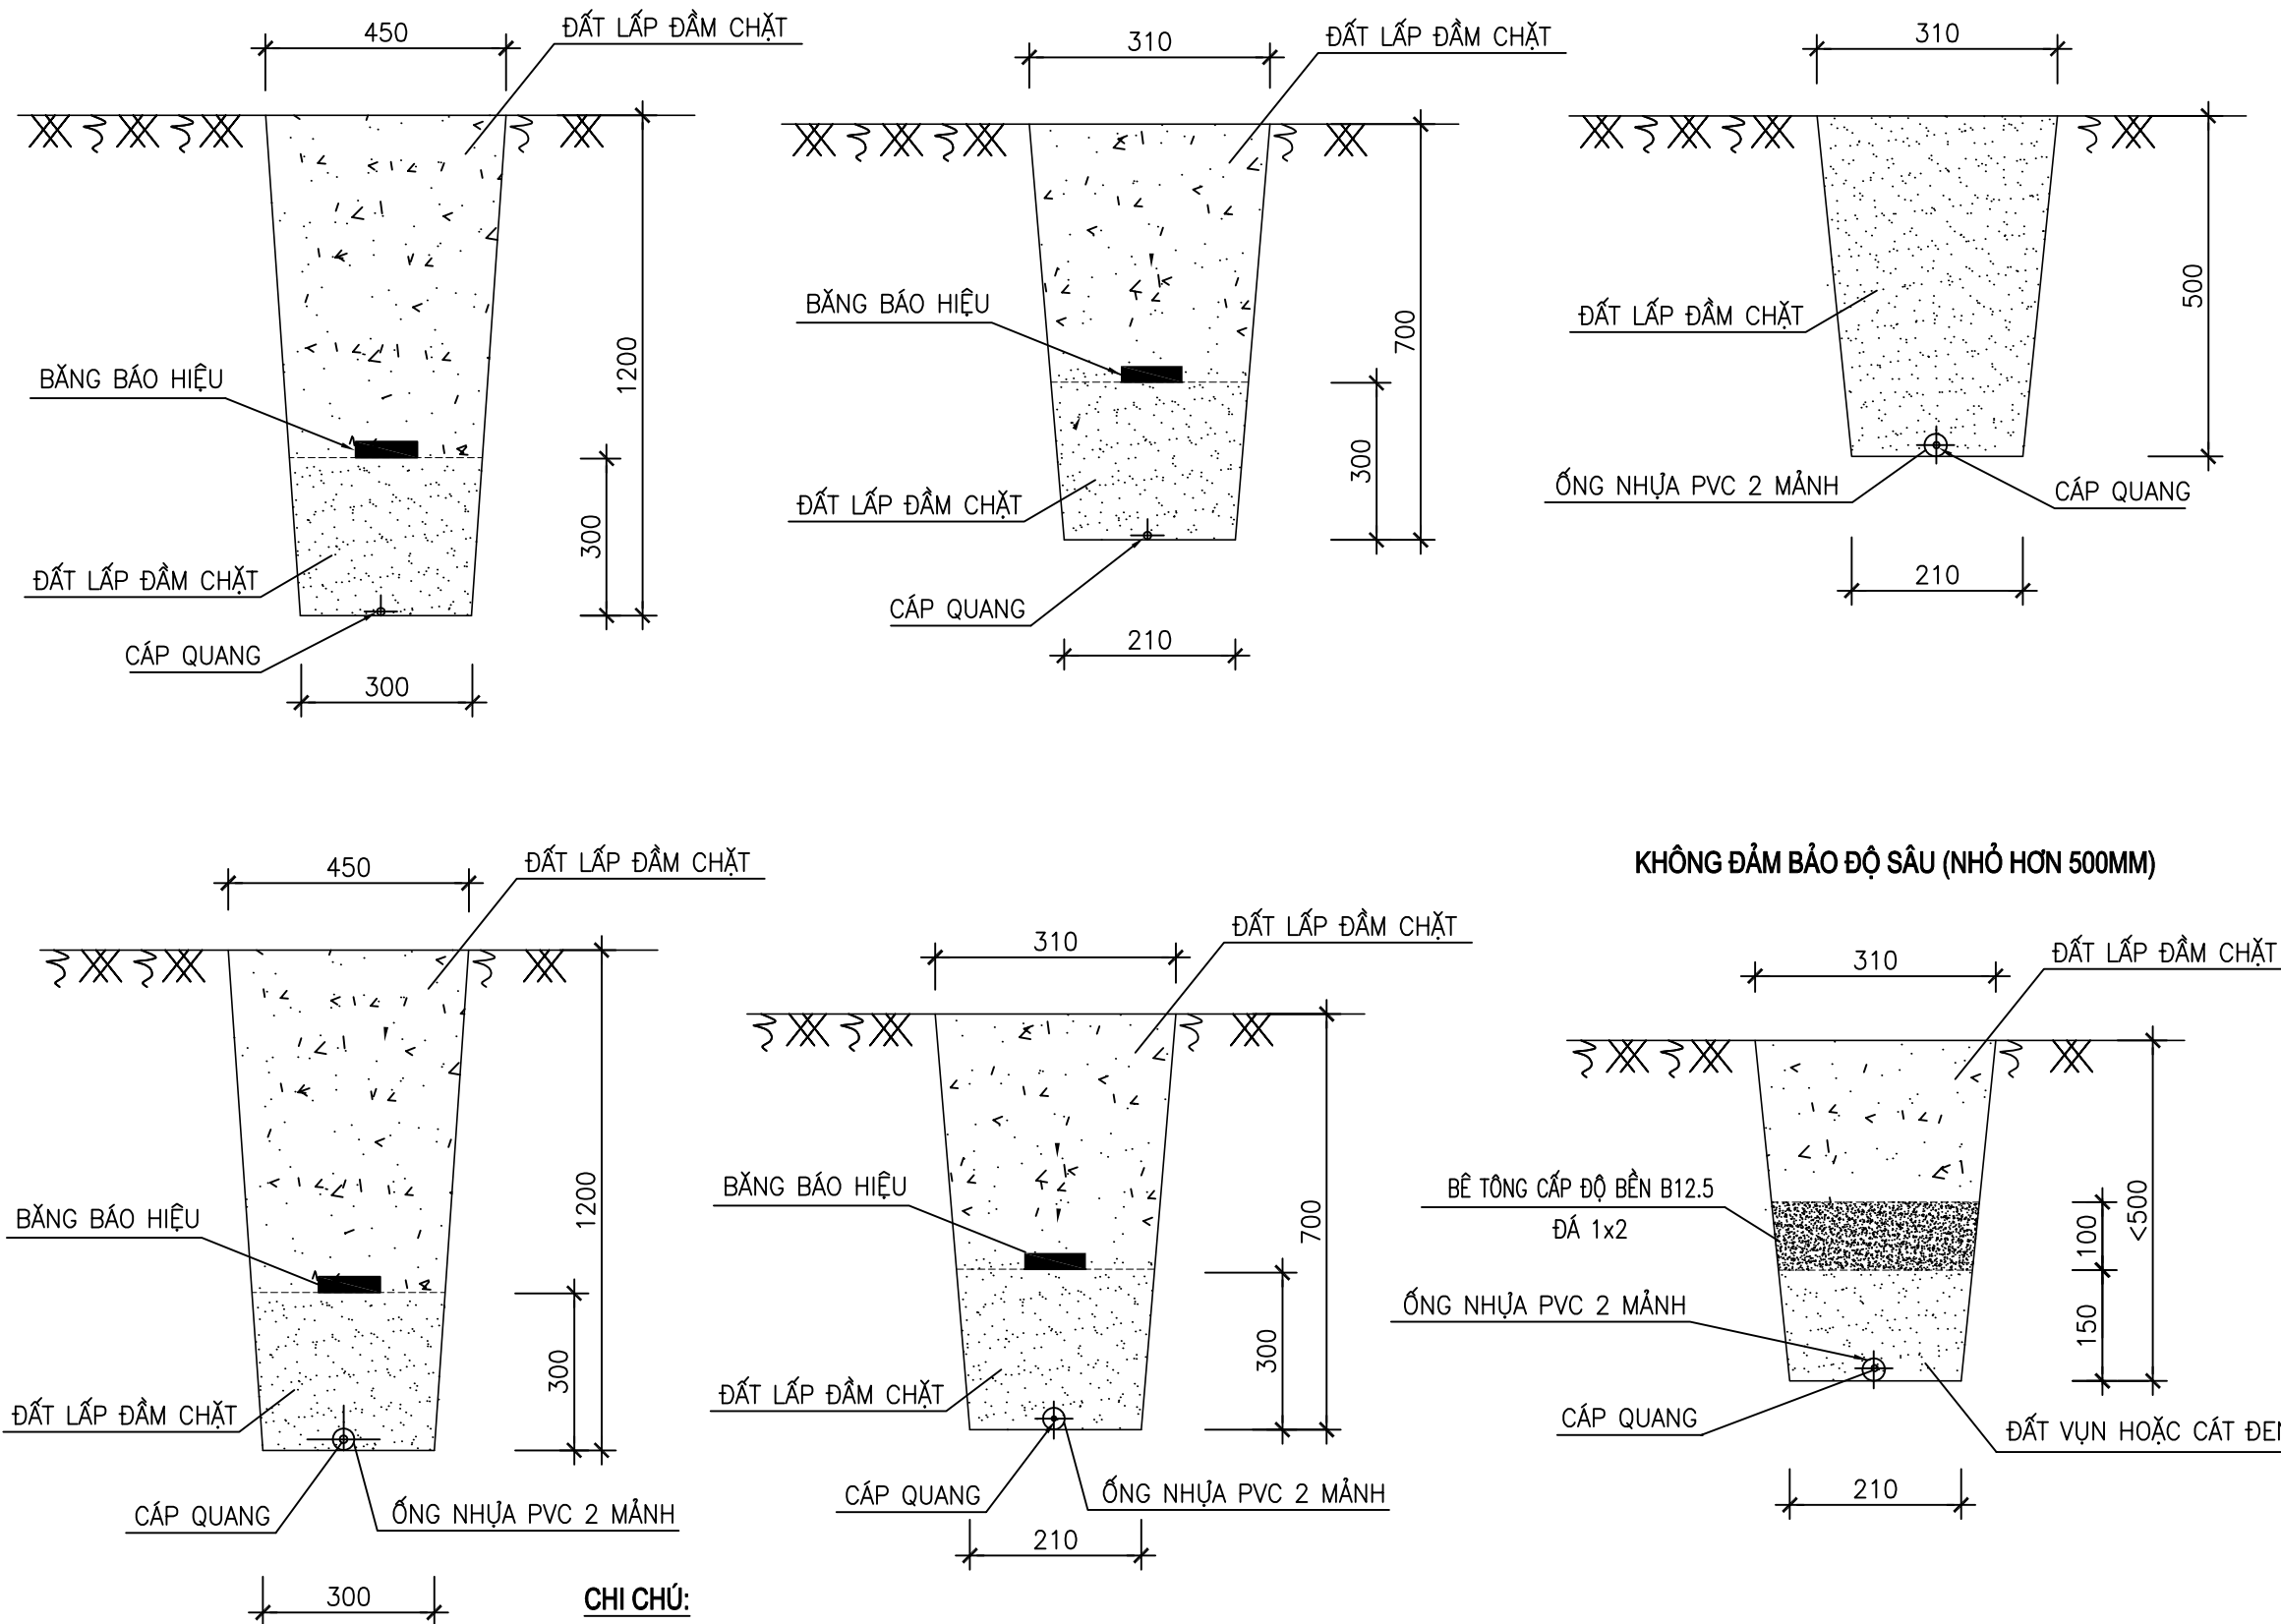 450
ĐẤT LẤP ĐẦM CHẶT
BĂNG BÁO HIỆU
1200
300
ĐẤT LẤP ĐẦM CHẶT
CÁP QUANG
300
310
ĐẤT LẤP ĐẦM CHẶT
BĂNG BÁO HIỆU
700
300
ĐẤT LẤP ĐẦM CHẶT
CÁP QUANG
210
310
500
ĐẤT LẤP ĐẦM CHẶT
ỐNG NHỰA PVC 2 MẢNH
CÁP QUANG
210
450
ĐẤT LẤP ĐẦM CHẶT
BĂNG BÁO HIỆU
1200
300
ĐẤT LẤP ĐẦM CHẶT
CÁP QUANG
ỐNG NHỰA PVC 2 MẢNH
300
CHI CHÚ:
310
ĐẤT LẤP ĐẦM CHẶT
BĂNG BÁO HIỆU
700
300
ĐẤT LẤP ĐẦM CHẶT
CÁP QUANG
ỐNG NHỰA PVC 2 MẢNH
210
KHÔNG ĐẢM BẢO ĐỘ SÂU (NHỎ HƠN 500MM)
310
ĐẤT LẤP ĐẦM CHẶT
BÊ TÔNG CẤP ĐỘ BỀN B12.5
ĐÁ 1x2
100
<500
150
ỐNG NHỰA PVC 2 MẢNH
CÁP QUANG
ĐẤT VỤN HOẶC CÁT ĐEN
210